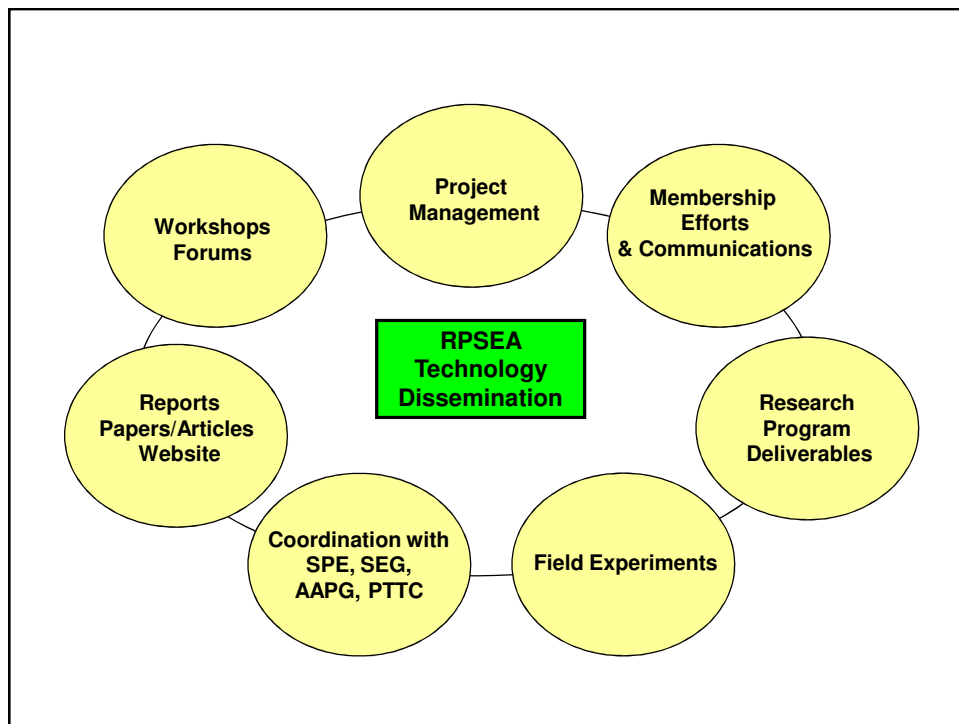 Project
Management
Membership
Efforts
& Communications
Research
Program
Deliverables
Field Experiments
Coordination with
SPE, SEG,
AAPG, PTTC
Reports
Papers/Articles
Website
Workshops
Forums
RPSEA
Technology
Dissemination